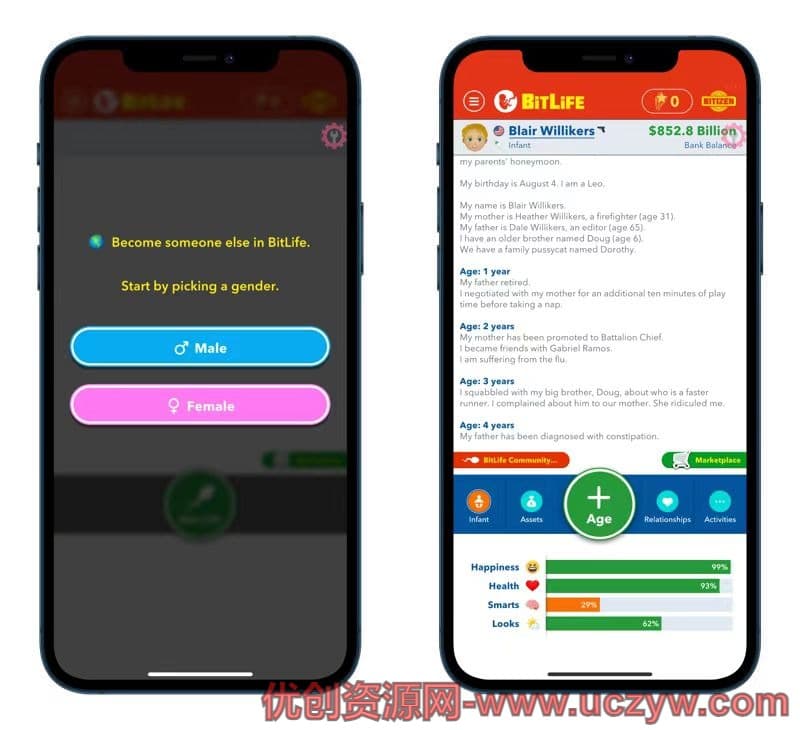 BitLife
Become someone else in BitLife.
Start by picking a gender.
♂ Male
♀ Female
BITLIFE
0
BITIZEN
Blair Willikers
$852.8 Billion
Infant
Bank Balance
my parents' honeymoon.
My birthday is August 4. I am a Leo.
My name is Blair Willikers.
My mother is Heather Willikers, a firefighter (age 31).
My father is Dale Willikers, an editor (age 65).
I have an older brother named Doug (age 6).
We have a family pussycat named Dorothy.
Age: 1 year
My father retired.
I negotiated with my mother for an additional ten minutes of play
time before taking a nap.
Age: 2 years
My mother has been promoted to Battalion Chief.
I became friends with Gabriel Ramos.
I am suffering from the flu.
Age: 3 years
I squabbled with my big brother, Doug, about who is a faster
runner. I complained about him to our mother. She ridiculed me.
Age: 4 years
My father has been diagnosed with constipation.
BitLife Community...
Marketplace
Infant
Assets
+
Age
Relationships
Activities
Happiness 99%
Health 93%
Smarts 29%
Looks 62%
优创资源网-www.uczyw.com